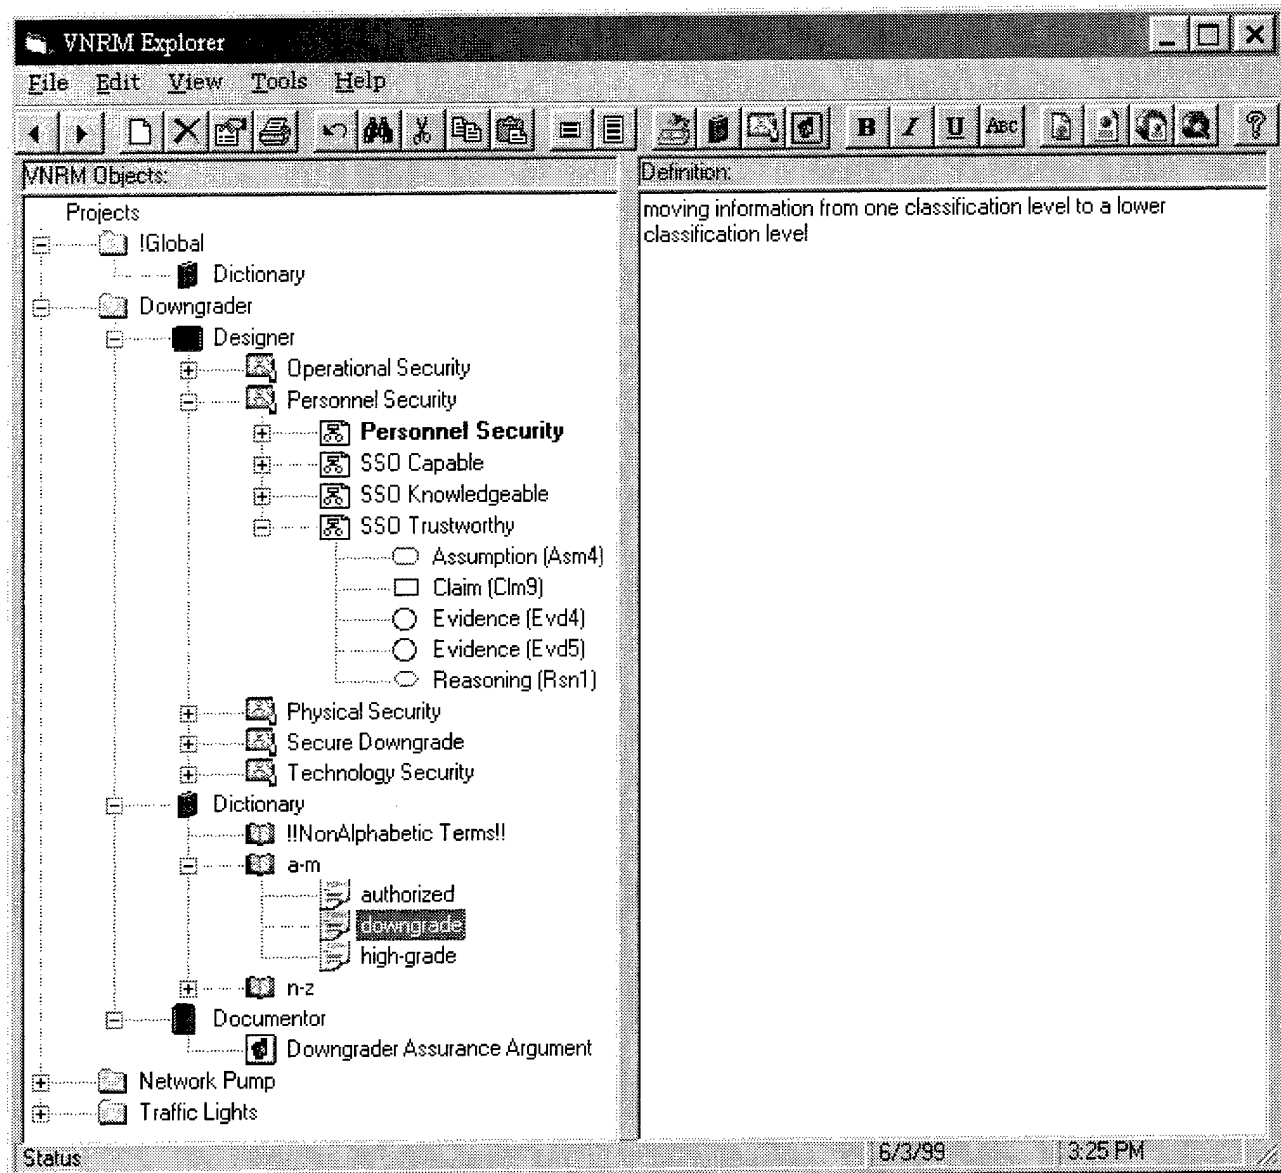 VNRM Explorer
File Edit View Tools Help
B I U ABC ?
VNRM Objects:
Projects
!Global
Dictionary
Downgrader
Designer
Operational Security
Personnel Security
Personnel Security
SSO Capable
SSO Knowledgeable
SSO Trustworthy
Assumption (Asm4)
Claim (Clm9)
Evidence (Evd4)
Evidence (Evd5)
Reasoning (Rsn1)
Physical Security
Secure Downgrade
Technology Security
Dictionary
!!NonAlphabetic Terms!!
a-m
authorized
downgrade
high-grade
n-z
Documentor
Downgrader Assurance Argument
Network Pump
Traffic Lights
Definition:
moving information from one classification level to a lower
classification level
Status 6/3/99 3:25 PM